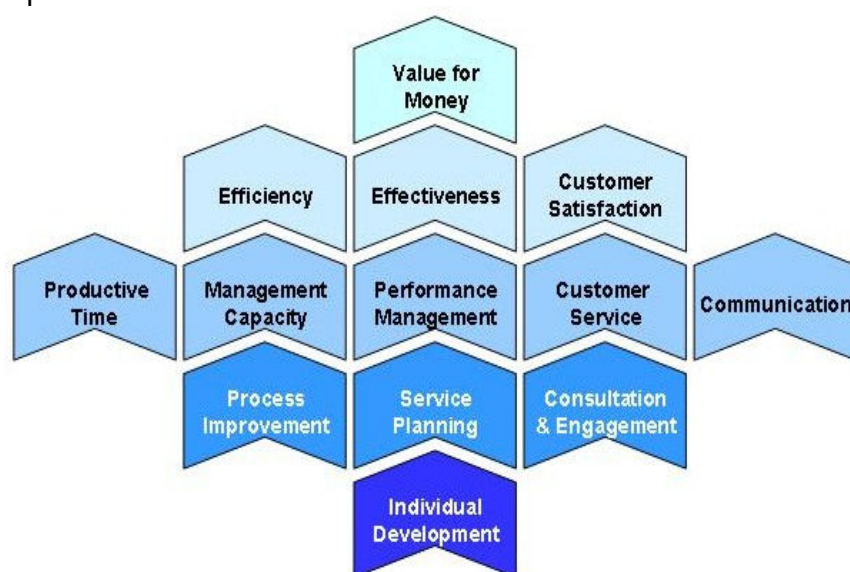 Value for
Money
Efficiency
Effectiveness
Customer
Satisfaction
Productive
Time
Management
Capacity
Performance
Management
Customer
Service
Communication
Process
Improvement
Service
Planning
Consultation
& Engagement
Individual
Development